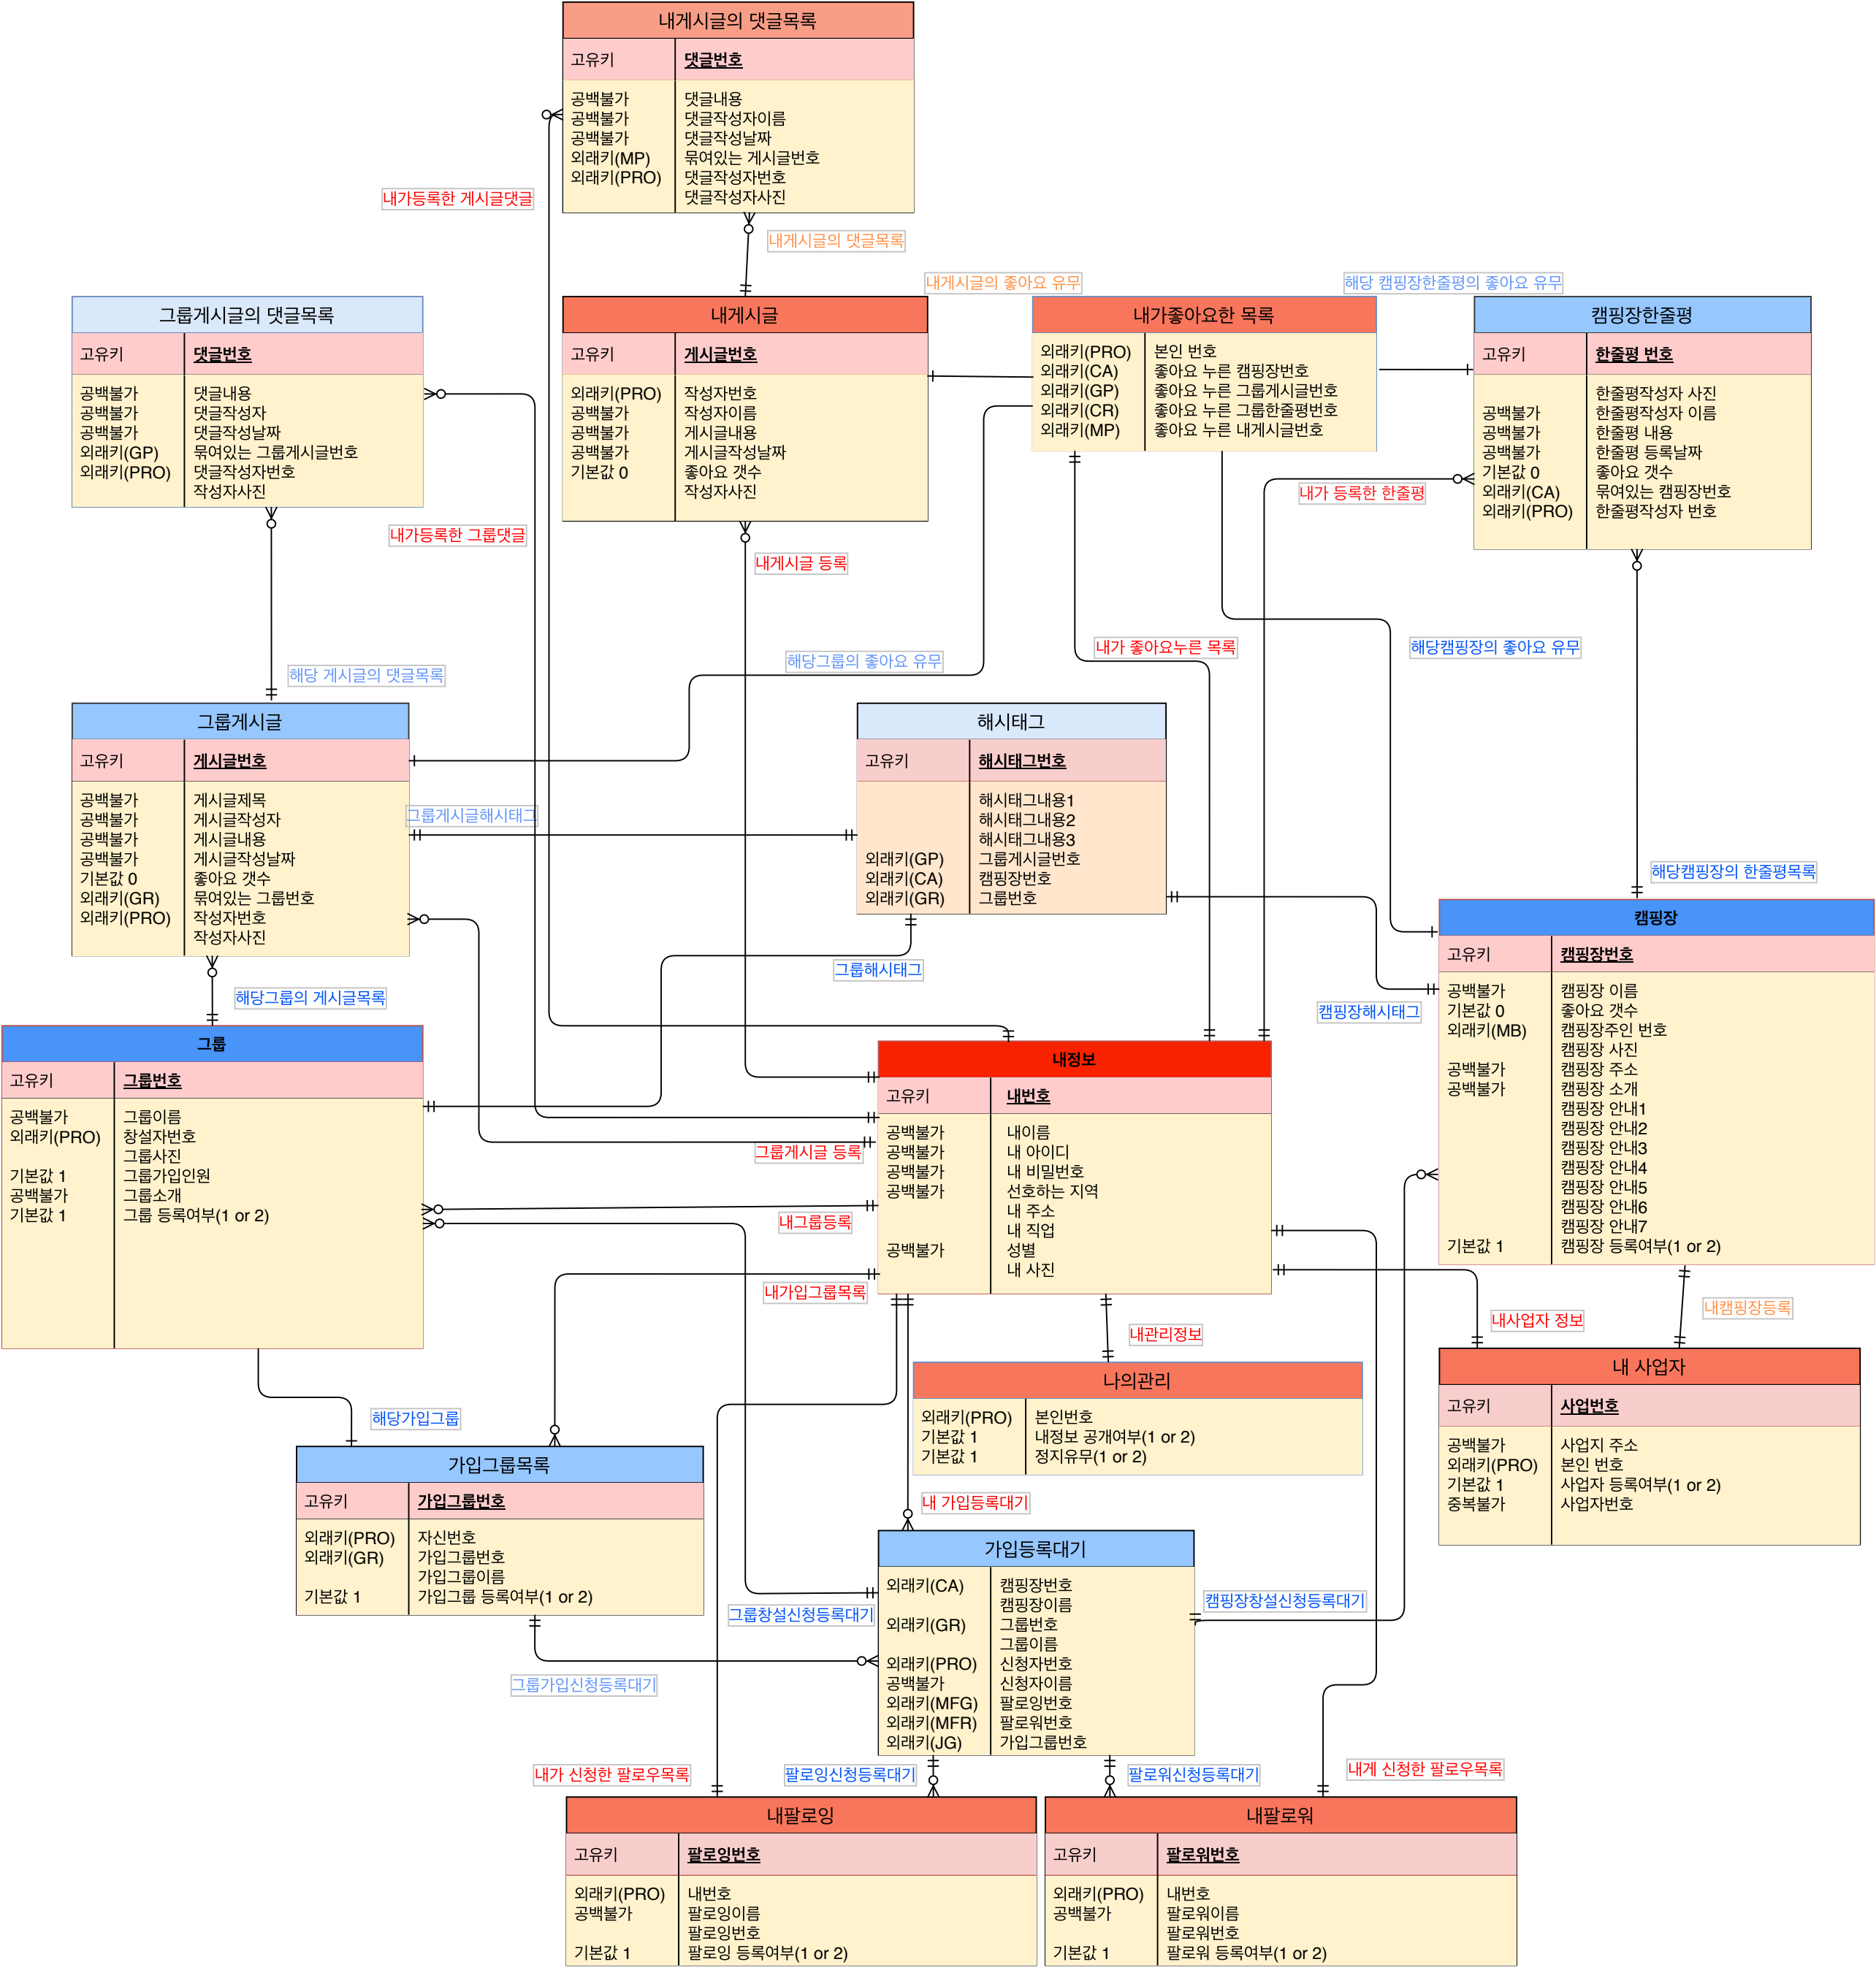 내게시글의 댓글목록
고유키 댓글번호
공백불가 댓글내용
공백불가 댓글작성자이름
공백불가 댓글작성날짜
외래키(MP) 묶여있는 게시글번호
외래키(PRO) 댓글작성자번호
댓글작성자사진
내가등록한 게시글댓글
내게시글의 댓글목록
내게시글의 좋아요 유무
해당 캠핑장한줄평의 좋아요 유무
그룹게시글의 댓글목록
고유키 댓글번호
공백불가 댓글내용
공백불가 댓글작성자
공백불가 댓글작성날짜
외래키(GP) 묶여있는 그룹게시글번호
외래키(PRO) 댓글작성자번호
작성자사진
내게시글
고유키 게시글번호
외래키(PRO) 작성자번호
공백불가 작성자이름
공백불가 게시글내용
공백불가 게시글작성날짜
기본값 0 좋아요 갯수
작성자사진
내가좋아요한 목록
외래키(PRO) 본인 번호
외래키(CA) 좋아요 누른 캠핑장번호
외래키(GP) 좋아요 누른 그룹게시글번호
외래키(CR) 좋아요 누른 그룹한줄평번호
외래키(MP) 좋아요 누른 내게시글번호
캠핑장한줄평
고유키 한줄평 번호
한줄평작성자 사진
공백불가 한줄평작성자 이름
공백불가 한줄평 내용
공백불가 한줄평 등록날짜
기본값 0 좋아요 갯수
외래키(CA) 묶여있는 캠핑장번호
외래키(PRO) 한줄평작성자 번호
내가 등록한 한줄평
내가등록한 그룹댓글
내게시글 등록
해당 게시글의 댓글목록
해당그룹의 좋아요 유무
내가 좋아요누른 목록
해당캠핑장의 좋아요 유무
그룹게시글
고유키 게시글번호
공백불가 게시글제목
공백불가 게시글작성자
공백불가 게시글내용
공백불가 게시글작성날짜
기본값 0 좋아요 갯수
외래키(GR) 묶여있는 그룹번호
외래키(PRO) 작성자번호
작성자사진
그룹게시글해시태그
해시태그
고유키 해시태그번호
해시태그내용1
해시태그내용2
해시태그내용3
외래키(GP) 그룹게시글번호
외래키(CA) 캠핑장번호
외래키(GR) 그룹번호
해당캠핑장의 한줄평목록
그룹해시태그
해당그룹의 게시글목록
캠핑장해시태그
캠핑장
고유키 캠핑장번호
공백불가 캠핑장 이름
기본값 0 좋아요 갯수
외래키(MB) 캠핑장주인 번호
캠핑장 사진
공백불가 캠핑장 주소
공백불가 캠핑장 소개
캠핑장 안내1
캠핑장 안내2
캠핑장 안내3
캠핑장 안내4
캠핑장 안내5
캠핑장 안내6
캠핑장 안내7
기본값 1 캠핑장 등록여부(1 or 2)
그룹
고유키 그룹번호
공백불가 그룹이름
외래키(PRO) 창설자번호
그룹사진
기본값 1 그룹가입인원
공백불가 그룹소개
기본값 1 그룹 등록여부(1 or 2)
내정보
고유키 내번호
공백불가 내이름
공백불가 내 아이디
공백불가 내 비밀번호
공백불가 선호하는 지역
내 주소
내 직업
공백불가 성별
내 사진
그룹게시글 등록
내그룹등록
내가입그룹목록
내관리정보
내사업자 정보
내캠핑장등록
해당가입그룹
나의관리
외래키(PRO) 본인번호
기본값 1 내정보 공개여부(1 or 2)
기본값 1 정지유무(1 or 2)
내 사업자
고유키 사업번호
공백불가 사업지 주소
외래키(PRO) 본인 번호
기본값 1 사업자 등록여부(1 or 2)
중복불가 사업자번호
가입그룹목록
고유키 가입그룹번호
외래키(PRO) 자신번호
외래키(GR) 가입그룹번호
가입그룹이름
기본값 1 가입그룹 등록여부(1 or 2)
내 가입등록대기
가입등록대기
외래키(CA) 캠핑장번호
캠핑장이름
외래키(GR) 그룹번호
그룹이름
외래키(PRO) 신청자번호
공백불가 신청자이름
외래키(MFG) 팔로잉번호
외래키(MFR) 팔로워번호
외래키(JG) 가입그룹번호
그룹창설신청등록대기
캠핑장창설신청등록대기
그룹가입신청등록대기
내가 신청한 팔로우목록
팔로잉신청등록대기
팔로워신청등록대기
내게 신청한 팔로우목록
내팔로잉
고유키 팔로잉번호
외래키(PRO) 내번호
공백불가 팔로잉이름
팔로잉번호
기본값 1 팔로잉 등록여부(1 or 2)
내팔로워
고유키 팔로워번호
외래키(PRO) 내번호
공백불가 팔로워이름
팔로워번호
기본값 1 팔로워 등록여부(1 or 2)